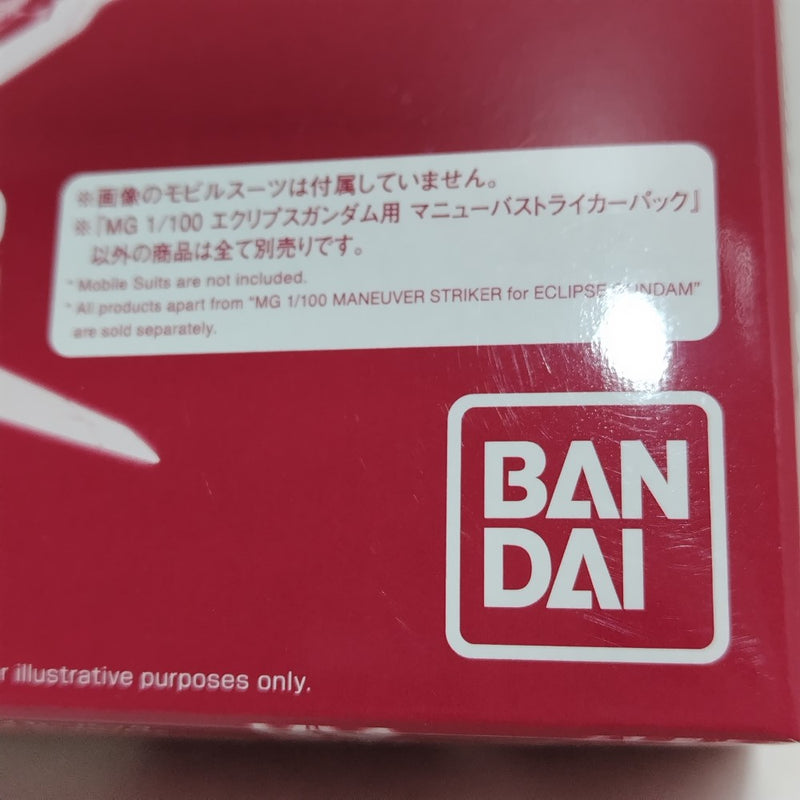 ※画像のモビルスーツは付属していません。
※『MG 1/100 エクリプスガンダム用 マニューバストライカーパック』
以外の商品は全て別売りです。
* Mobile Suits are not included.
* All products apart from "MG 1/100 MANEUVER STRIKER for ECLIPSE GUNDAM"
are sold separately.
BAN
DAI
illustrative purposes only.